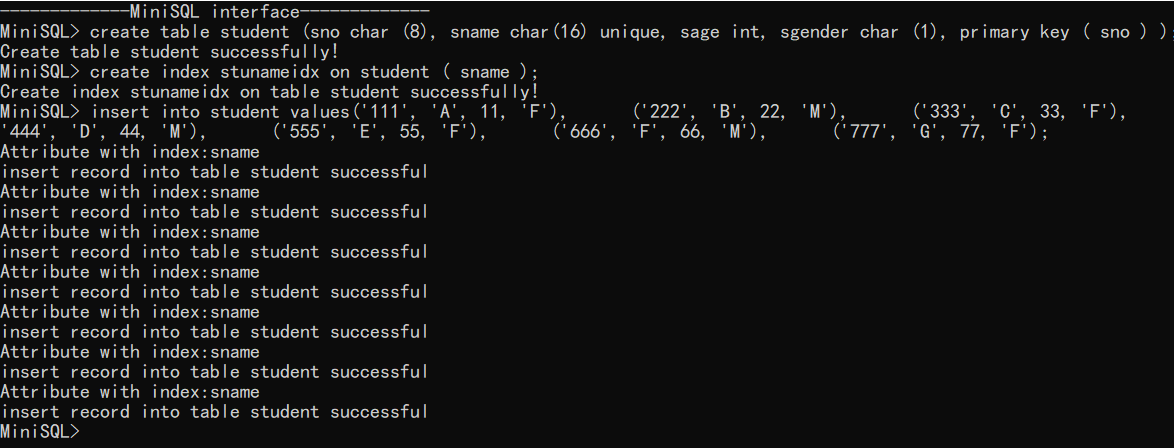 -------------MiniSQL interface-------------
MiniSQL> create table student (sno char (8), sname char(16) unique, sage int, sgender char (1), primary key ( sno ) );
Create table student successfully!
MiniSQL> create index stunameidx on student ( sname );
Create index stunameidx on table student successfully!
MiniSQL> insert into student values('111', 'A', 11, 'F'),      ('222', 'B', 22, 'M'),      ('333', 'C', 33, 'F'),
'444', 'D', 44, 'M'),      ('555', 'E', 55, 'F'),      ('666', 'F', 66, 'M'),      ('777', 'G', 77, 'F');
Attribute with index:sname
insert record into table student successful
Attribute with index:sname
insert record into table student successful
Attribute with index:sname
insert record into table student successful
Attribute with index:sname
insert record into table student successful
Attribute with index:sname
insert record into table student successful
Attribute with index:sname
insert record into table student successful
Attribute with index:sname
insert record into table student successful
MiniSQL>